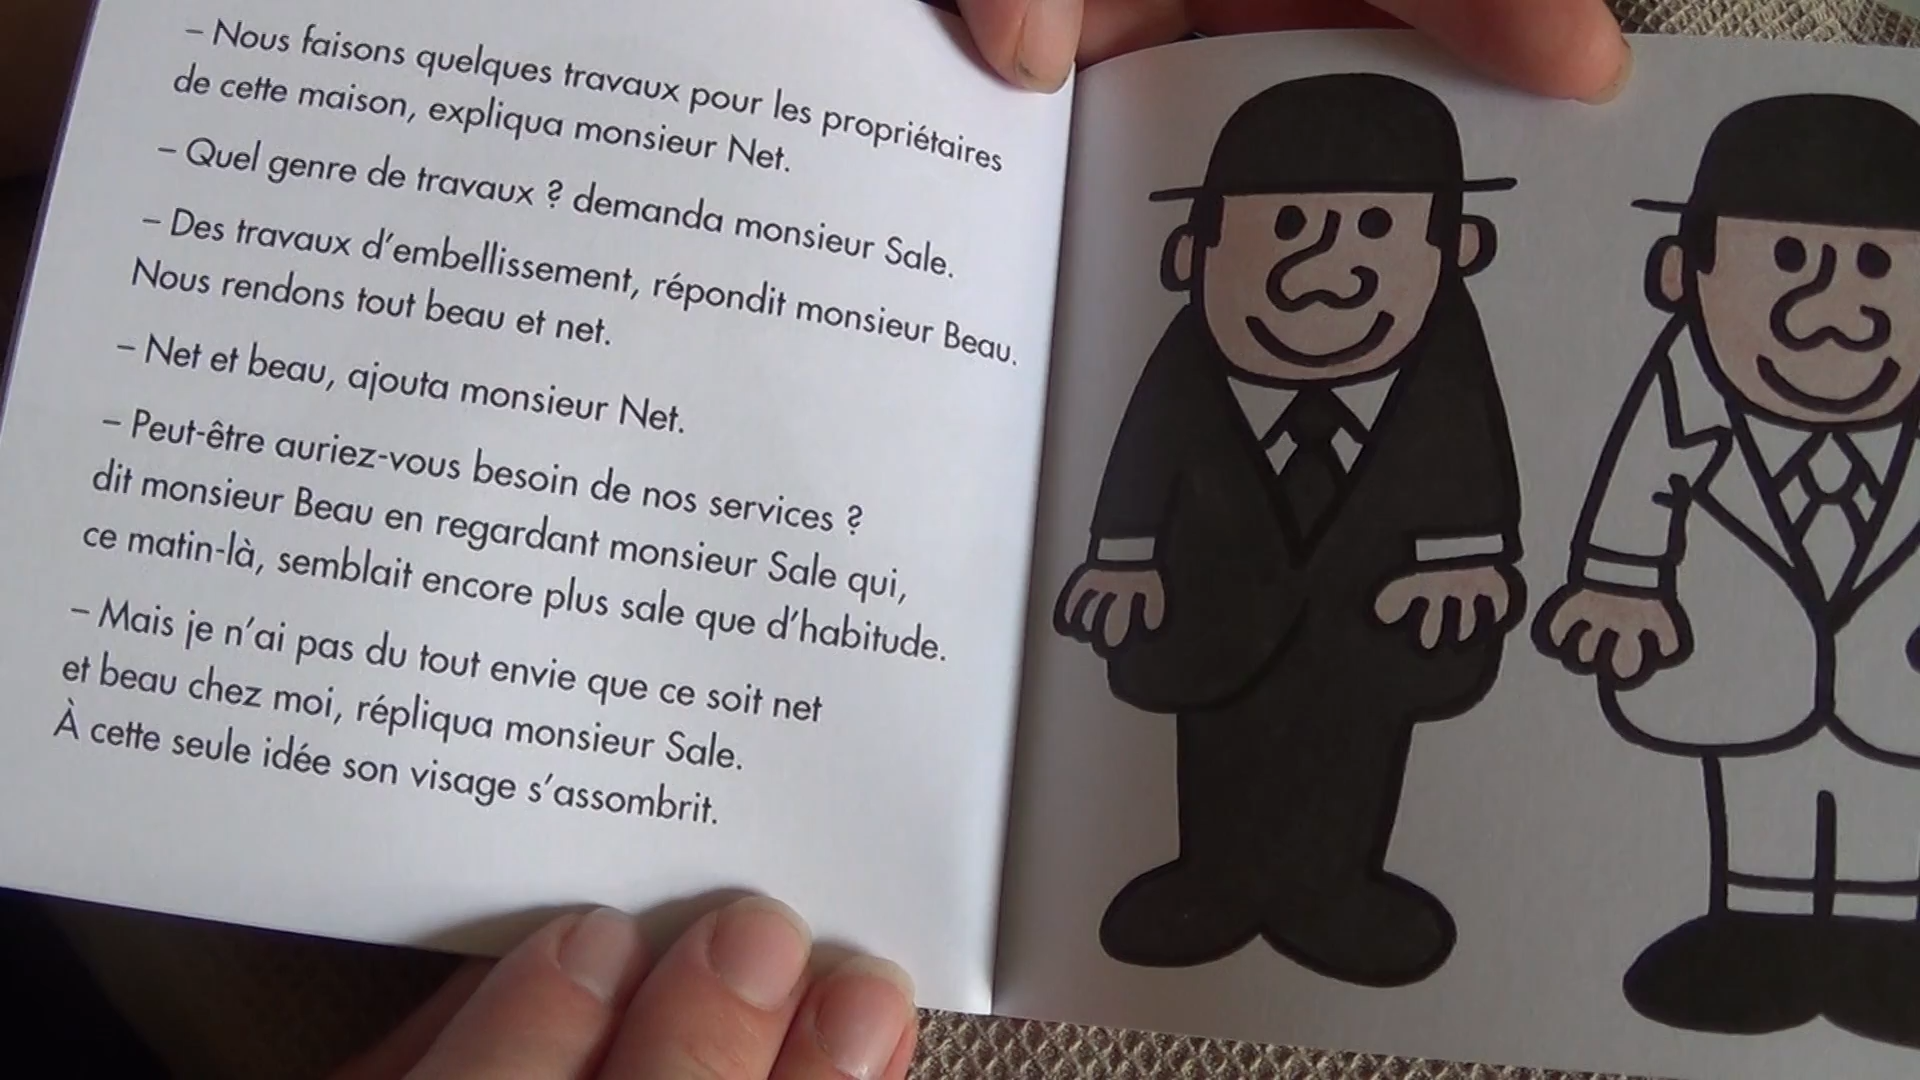 – Nous faisons quelques travaux pour les propriétaires
de cette maison, expliqua monsieur Net.
– Quel genre de travaux ? demanda monsieur Sale.
– Des travaux d'embellissement, répondit monsieur Beau.
Nous rendons tout beau et net.
– Net et beau, ajouta monsieur Net.
– Peut-être auriez-vous besoin de nos services ?
dit monsieur Beau en regardant monsieur Sale qui,
ce matin-là, semblait encore plus sale que d'habitude.
– Mais je n'ai pas du tout envie que ce soit net
et beau chez moi, répliqua monsieur Sale.
À cette seule idée son visage s'assombrit.